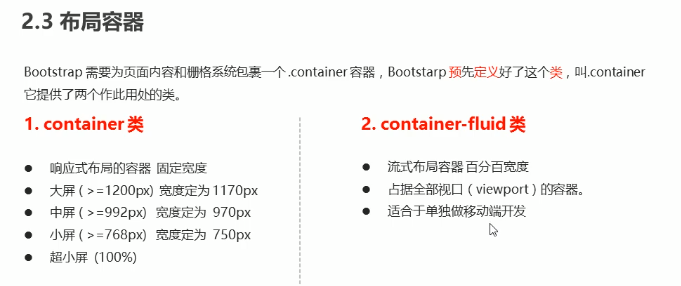 2.3 布局容器
Bootstrap 需要为页面内容和栅格系统包裹一个 .container 容器，Bootstarp 预先定义好了这个类，叫.container
它提供了两个作此用处的类。
1. container 类
● 响应式布局的容器 固定宽度
● 大屏 ( >=1200px) 宽度定为 1170px
● 中屏 ( >=992px) 宽度定为 970px
● 小屏 ( >=768px) 宽度定为 750px
● 超小屏 (100%)
2. container-fluid 类
● 流式布局容器 百分百宽度
● 占据全部视口（viewport）的容器。
● 适合于单独做移动端开发